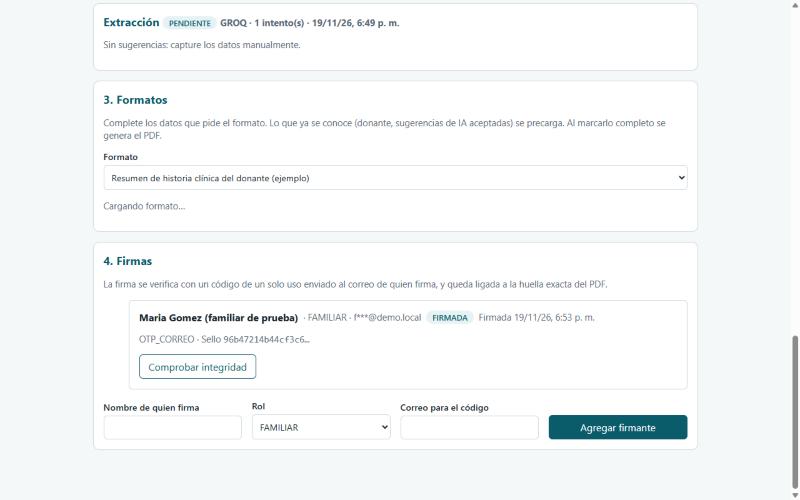 Extracción PENDIENTE GROQ · 1 intento(s) · 19/11/26, 6:49 p. m.
Sin sugerencias: capture los datos manualmente.
3. Formatos
Complete los datos que pide el formato. Lo que ya se conoce (donante, sugerencias de IA aceptadas) se precarga. Al marcarlo completo se
genera el PDF.
Formato
Resumen de historia clínica del donante (ejemplo)
Cargando formato...
4. Firmas
La firma se verifica con un código de un solo uso enviado al correo de quien firma, y queda ligada a la huella exacta del PDF.
Maria Gomez (familiar de prueba) · FAMILIAR · f***@demo.local FIRMADA Firmada 19/11/26, 6:53 p. m.
OTP_CORREO · Sello 96b47214b44cf3c6…
Comprobar integridad
Nombre de quien firma Rol Correo para el código
FAMILIAR Agregar firmante